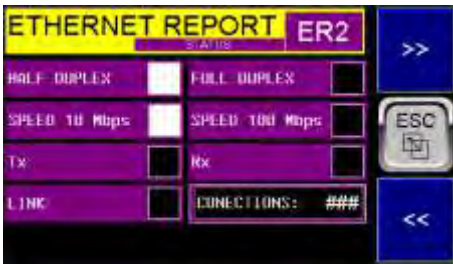 ETHERNET REPORT ER2
STATUS
>>
HALF DUPLEX FULL DUPLEX
SPEED 10 Mbps SPEED 100 Mbps
ESC
Tx Rx
LINK CONECTIONS: ###
<<